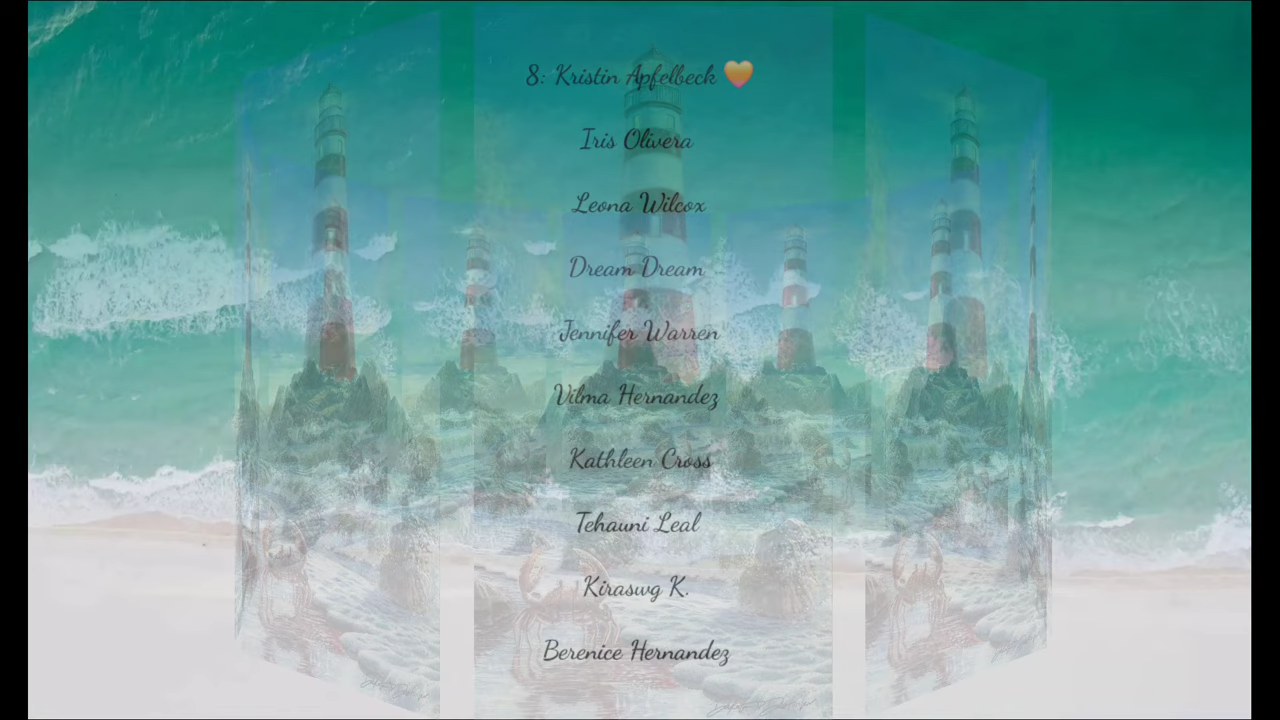 8: Kristin Apfelbeck 🧡
Iris Olivera
Leona Wilcox
Dream Dream
Jennifer Warren
Vilma Hernandez
Kathleen Cross
Tehauni Leal
Kiraswg K.
Berenice Hernandez